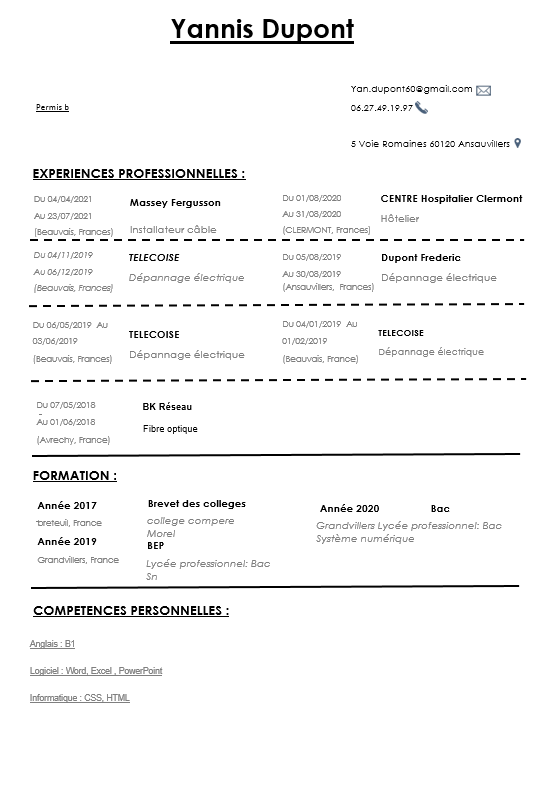 Yannis Dupont
Yan.dupont60@gmail.com
Permis b
06.27.49.19.97
5 Voie Romaines 60120 Ansauvillers
EXPERIENCES PROFESSIONNELLES :
Du 04/04/2021
Au 23/07/2021
(Beauvais, Frances)
Massey Fergusson
Installateur câble
Du 01/08/2020
Au 31/08/2020
(CLERMONT, Frances)
CENTRE Hospitalier Clermont
Hôtelier
Du 04/11/2019
Au 06/12/2019
(Beauvais, France)
TELECOISE
Dépannage électrique
Du 05/08/2019
Au 30/08/2019
(Ansauvillers, Frances)
Dupont Frederic
Dépannage électrique
Du 06/05/2019 Au
03/06/2019
(Beauvais, Frances)
TELECOISE
Dépannage électrique
Du 04/01/2019 Au
01/02/2019
(Beauvais, France)
TELECOISE
Dépannage électrique
Du 07/05/2018
Au 01/06/2018
(Avrechy, France)
BK Réseau
Fibre optique
FORMATION :
Année 2017
breteuil, France
Brevet des colleges
college compere
Morel
Année 2019
Grandvillers, France
BEP
Lycée professionnel: Bac
Sn
Année 2020 Bac
Grandvillers Lycée professionnel: Bac
Système numérique
COMPETENCES PERSONNELLES :
Anglais : B1
Logiciel : Word, Excel , PowerPoint
Informatique : CSS, HTML